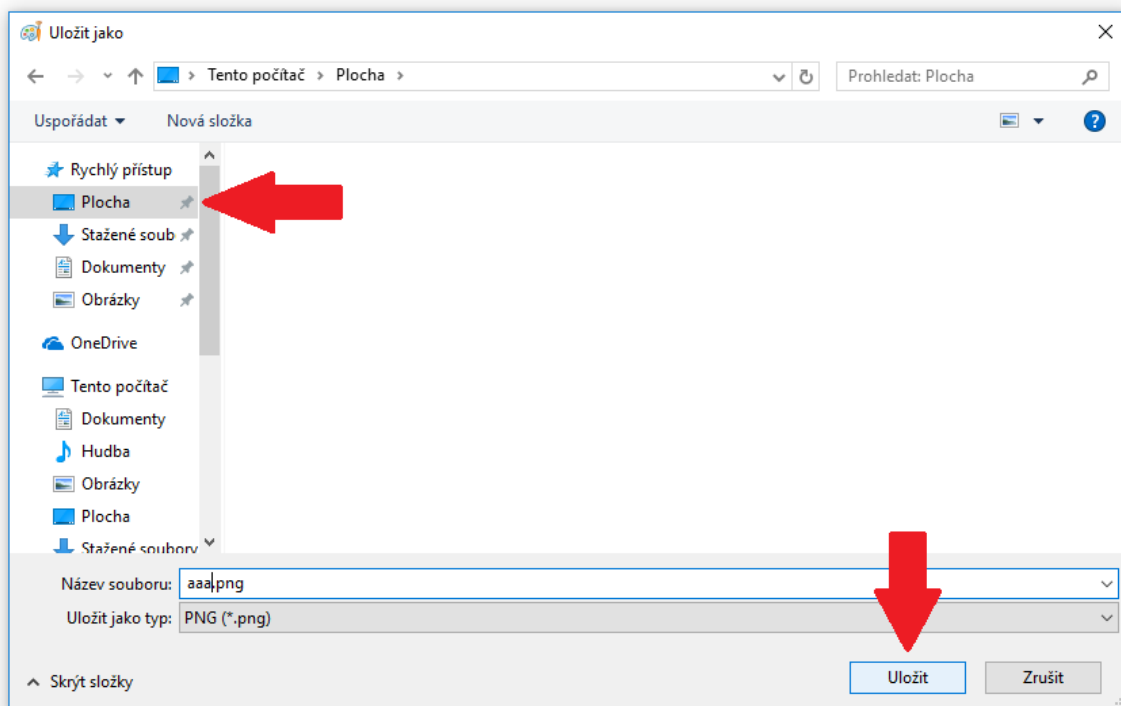 Uložit jako
Tento počítač › Plocha ›
Prohledat: Plocha
Uspořádat
Nová složka
Rychlý přístup
Plocha
Stažené soub
Dokumenty
Obrázky
OneDrive
Tento počítač
Dokumenty
Hudba
Obrázky
Plocha
Stažené soubory
Název souboru: aaa.png
Uložit jako typ: PNG (*.png)
Skrýt složky
Uložit
Zrušit